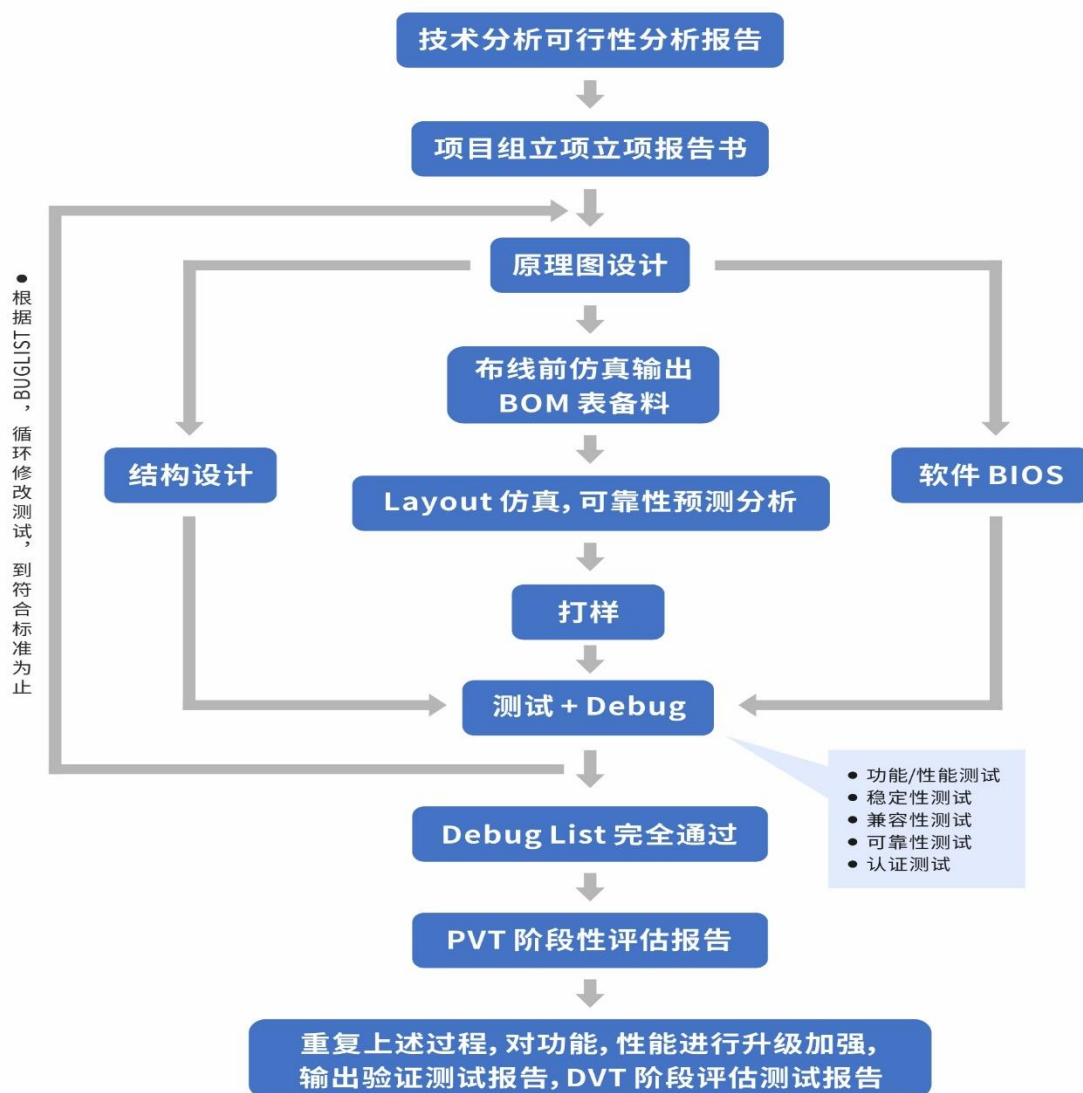 技术分析可行性分析报告
项目组立项立项报告书
原理图设计
布线前仿真输出
BOM 表备料
结构设计
软件 BIOS
Layout 仿真,可靠性预测分析
打样
测试 + Debug
● 根据 BUGLIST，循环修改测试，到符合标准为止
● 功能/性能测试
● 稳定性测试
● 兼容性测试
● 可靠性测试
● 认证测试
Debug List 完全通过
PVT 阶段性评估报告
重复上述过程,对功能,性能进行升级加强,
输出验证测试报告,DVT 阶段评估测试报告